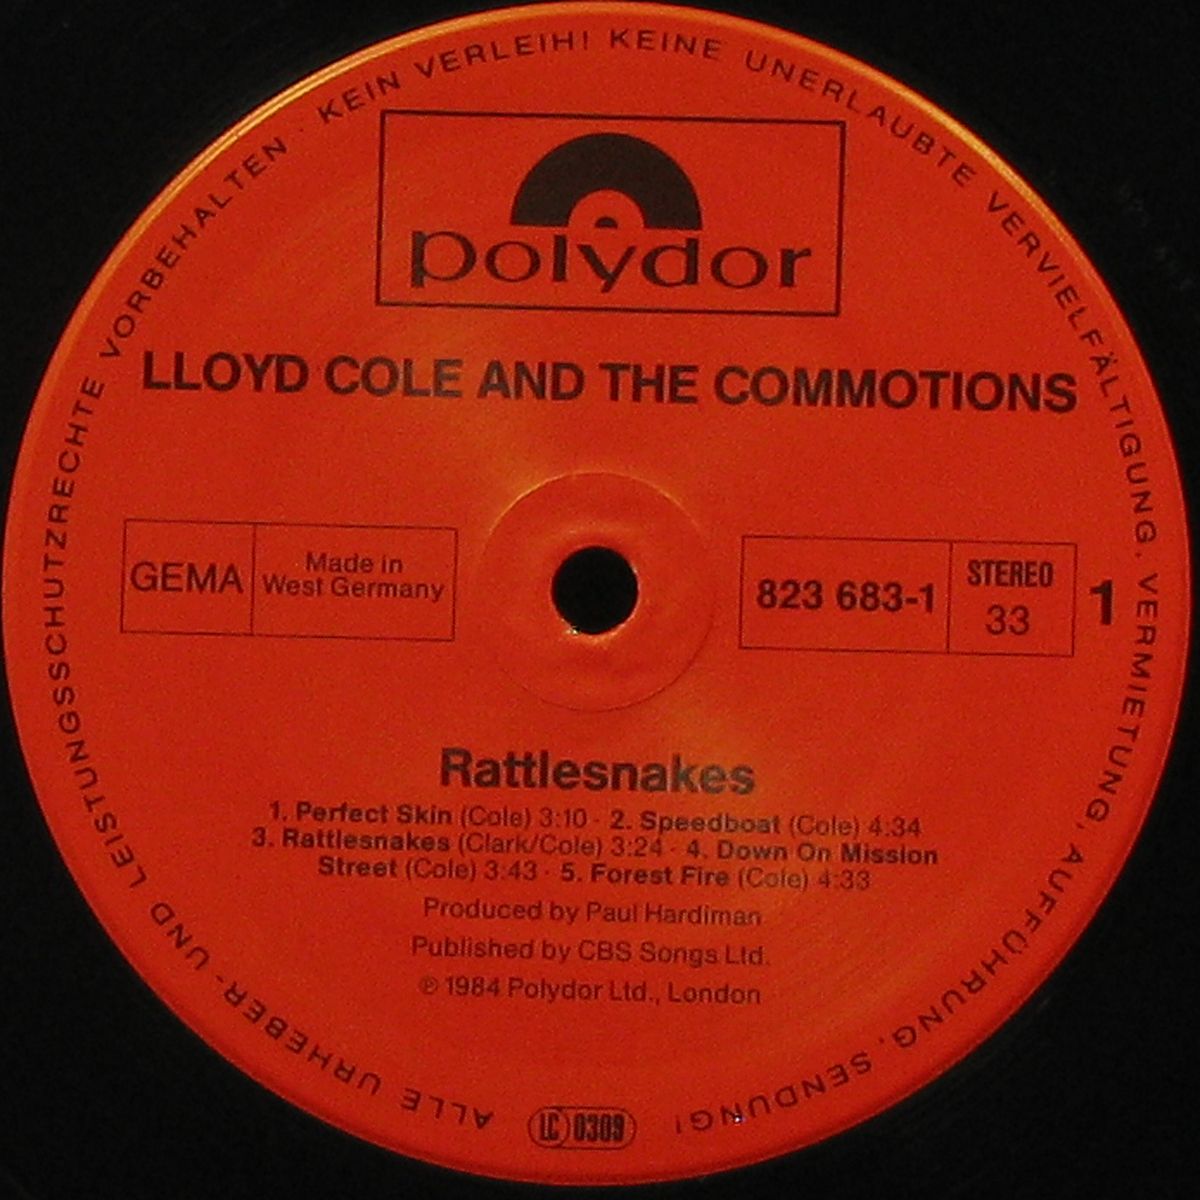 ALLE URHEBER- UND LEISTUNGSSCHUTZRECHTE VORBEHALTEN · KEIN VERLEIH! KEINE UNERLAUBTE VERVIELFÄLTIGUNG, VERMIETUNG, AUFFÜHRUNG, SENDUNG!
polydor
LLOYD COLE AND THE COMMOTIONS
GEMA
Made in
West Germany
823 683-1
STEREO
33
1
Rattlesnakes
1. Perfect Skin (Cole) 3:10 · 2. Speedboat (Cole) 4:34
3. Rattlesnakes (Clark/Cole) 3:24 · 4. Down On Mission
Street (Cole) 3:43 · 5. Forest Fire (Cole) 4:33
Produced by Paul Hardiman
Published by CBS Songs Ltd.
℗ 1984 Polydor Ltd., London
LC 0309